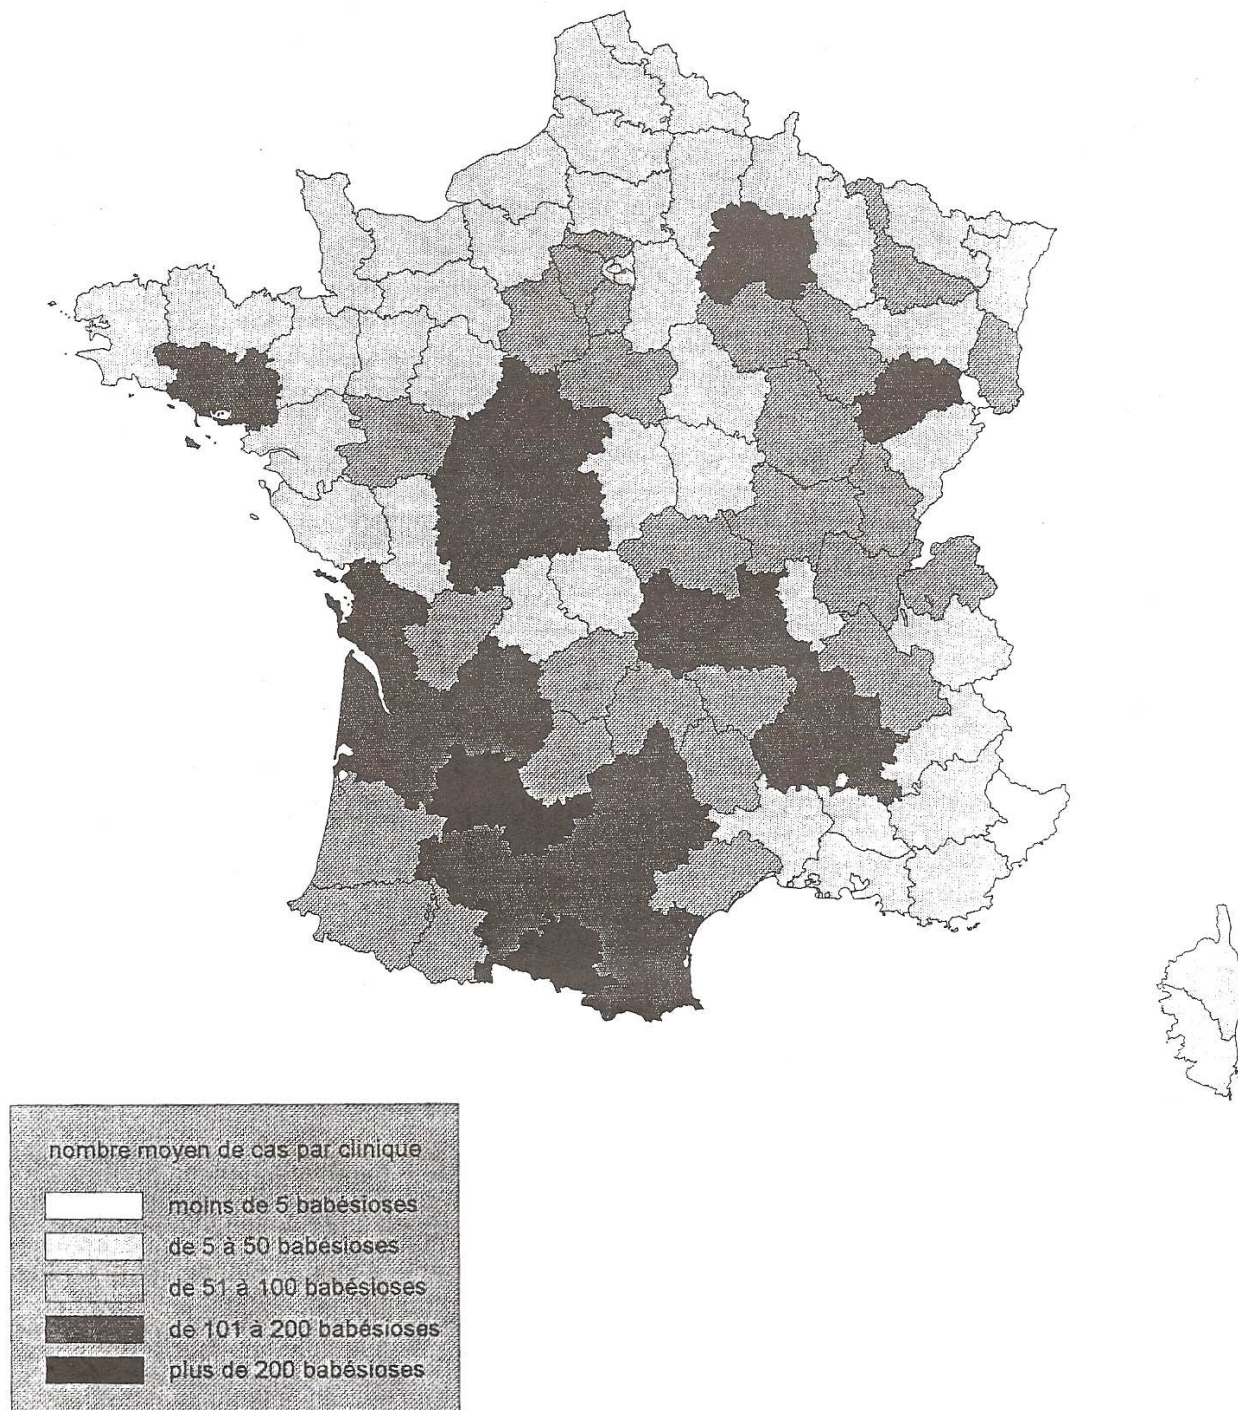 nombre moyen de cas par clinique
moins de 5 babésioses
de 5 à 50 babésioses
de 51 à 100 babésioses
de 101 à 200 babésioses
plus de 200 babésioses